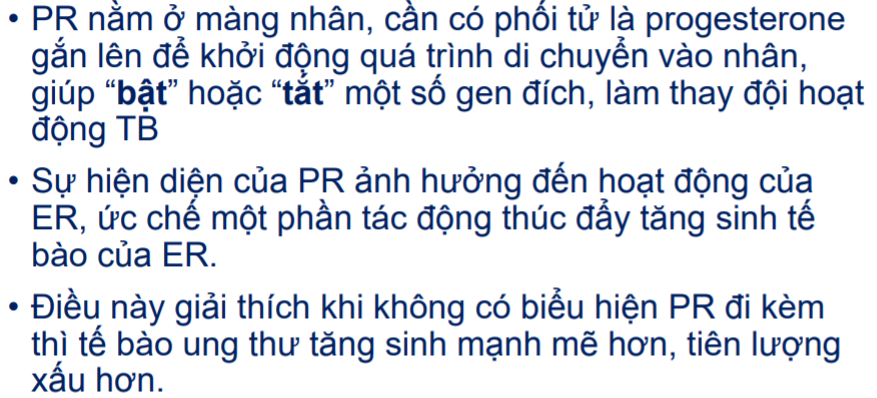 • PR nằm ở màng nhân, cần có phối tử là progesterone
gắn lên để khởi động quá trình di chuyển vào nhân,
giúp “bật” hoặc “tắt” một số gen đích, làm thay đội hoạt
động TB
• Sự hiện diện của PR ảnh hưởng đến hoạt động của
ER, ức chế một phần tác động thúc đẩy tăng sinh tế
bào của ER.
• Điều này giải thích khi không có biểu hiện PR đi kèm
thì tế bào ung thư tăng sinh mạnh mẽ hơn, tiên lượng
xấu hơn.